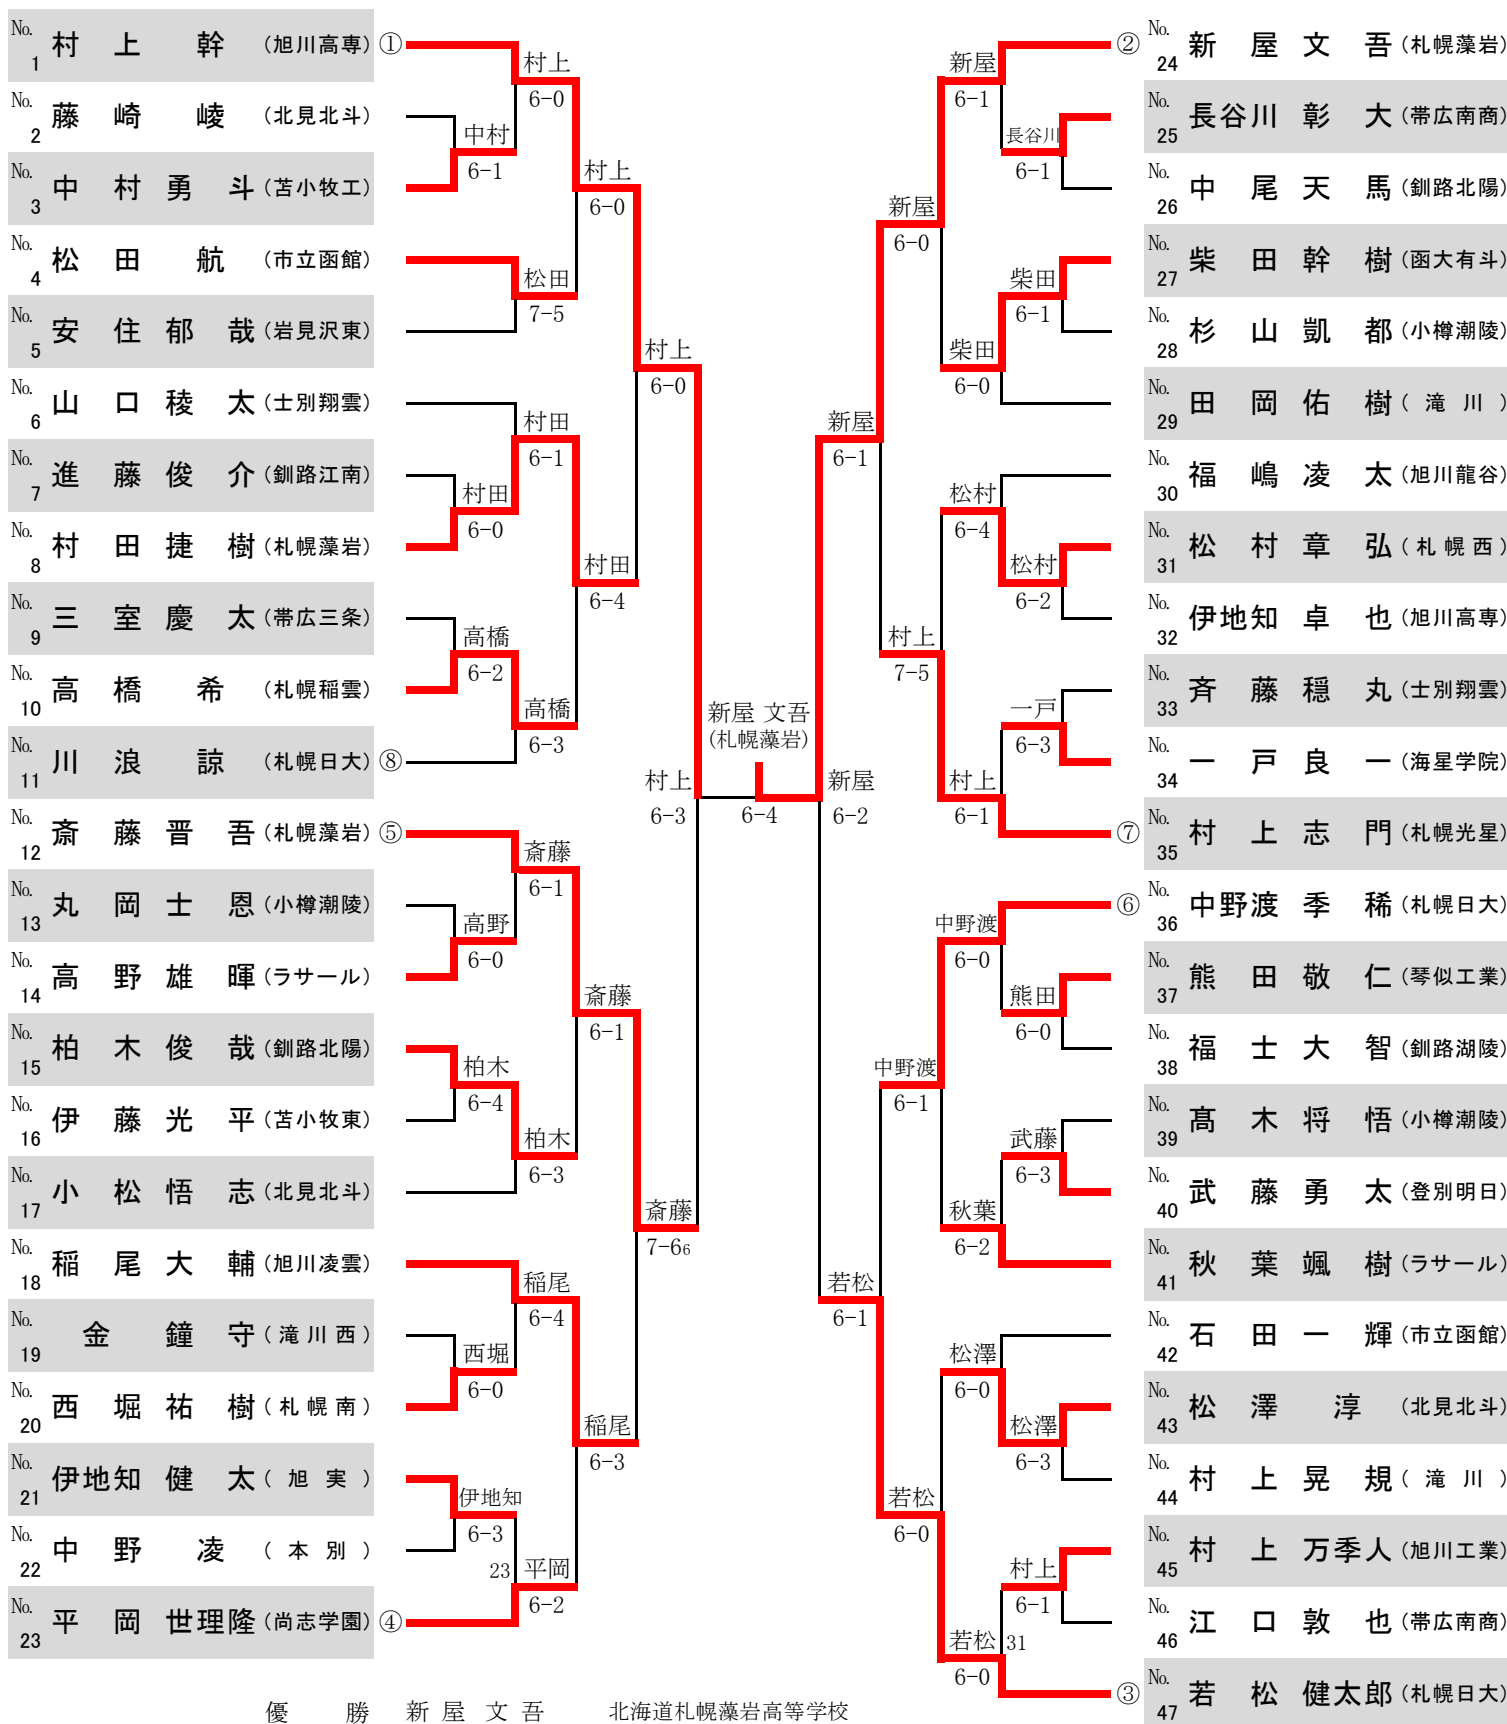 No. 1 村上 幹 (旭川高専) ①
No. 2 藤崎 崚 (北見北斗)
No. 3 中村勇斗 (苫小牧工)
No. 4 松田 航 (市立函館)
No. 5 安住郁哉 (岩見沢東)
No. 6 山口稜太 (士別翔雲)
No. 7 進藤俊介 (釧路江南)
No. 8 村田捷樹 (札幌藻岩)
No. 9 三室慶太 (帯広三条)
No. 10 高橋 希 (札幌稲雲)
No. 11 川浪 諒 (札幌日大) ⑧
No. 12 斎藤晋吾 (札幌藻岩) ⑤
No. 13 丸岡士恩 (小樽潮陵)
No. 14 高野雄暉 (ラサール)
No. 15 柏木俊哉 (釧路北陽)
No. 16 伊藤光平 (苫小牧東)
No. 17 小松悟志 (北見北斗)
No. 18 稲尾大輔 (旭川凌雲)
No. 19 金 鐘守 (滝川西)
No. 20 西堀祐樹 (札幌南)
No. 21 伊地知健太 (旭実)
No. 22 中野 凌 (本別)
No. 23 平岡世理隆 (尚志学園) ④
中村
6-1
村田
6-0
高橋
6-2
高野
6-0
柏木
6-4
西堀
6-0
伊地知
6-3
23
村上
6-0
松田
7-5
村田
6-1
高橋
6-3
斎藤
6-1
柏木
6-3
稲尾
6-4
平岡
6-2
村上
6-0
村田
6-4
斎藤
6-1
稲尾
6-3
村上
6-0
斎藤
7-6₆
村上
6-3
新屋 文吾
(札幌藻岩)
6-4
新屋
6-2
新屋
6-1
若松
6-1
新屋
6-0
村上
7-5
中野渡
6-1
若松
6-0
新屋
6-1
柴田
6-0
松村
6-4
村上
6-1
中野渡
6-0
秋葉
6-2
松澤
6-0
若松
6-0
長谷川
6-1
柴田
6-1
松村
6-2
一戸
6-3
熊田
6-0
武藤
6-3
松澤
6-3
村上
6-1
31
② No. 24 新屋文吾 (札幌藻岩)
No. 25 長谷川彰大 (帯広南商)
No. 26 中尾天馬 (釧路北陽)
No. 27 柴田幹樹 (函大有斗)
No. 28 杉山凱都 (小樽潮陵)
No. 29 田岡佑樹 (滝川)
No. 30 福嶋凌太 (旭川龍谷)
No. 31 松村章弘 (札幌西)
No. 32 伊地知卓也 (旭川高専)
No. 33 斉藤穏丸 (士別翔雲)
No. 34 一戸良一 (海星学院)
⑦ No. 35 村上志門 (札幌光星)
⑥ No. 36 中野渡季稀 (札幌日大)
No. 37 熊田敬仁 (琴似工業)
No. 38 福士大智 (釧路湖陵)
No. 39 髙木将悟 (小樽潮陵)
No. 40 武藤勇太 (登別明日)
No. 41 秋葉颯樹 (ラサール)
No. 42 石田一輝 (市立函館)
No. 43 松澤 淳 (北見北斗)
No. 44 村上晃規 (滝川)
No. 45 村上万季人 (旭川工業)
No. 46 江口敦也 (帯広南商)
③ No. 47 若松健太郎 (札幌日大)
優勝 新屋文吾 北海道札幌藻岩高等学校